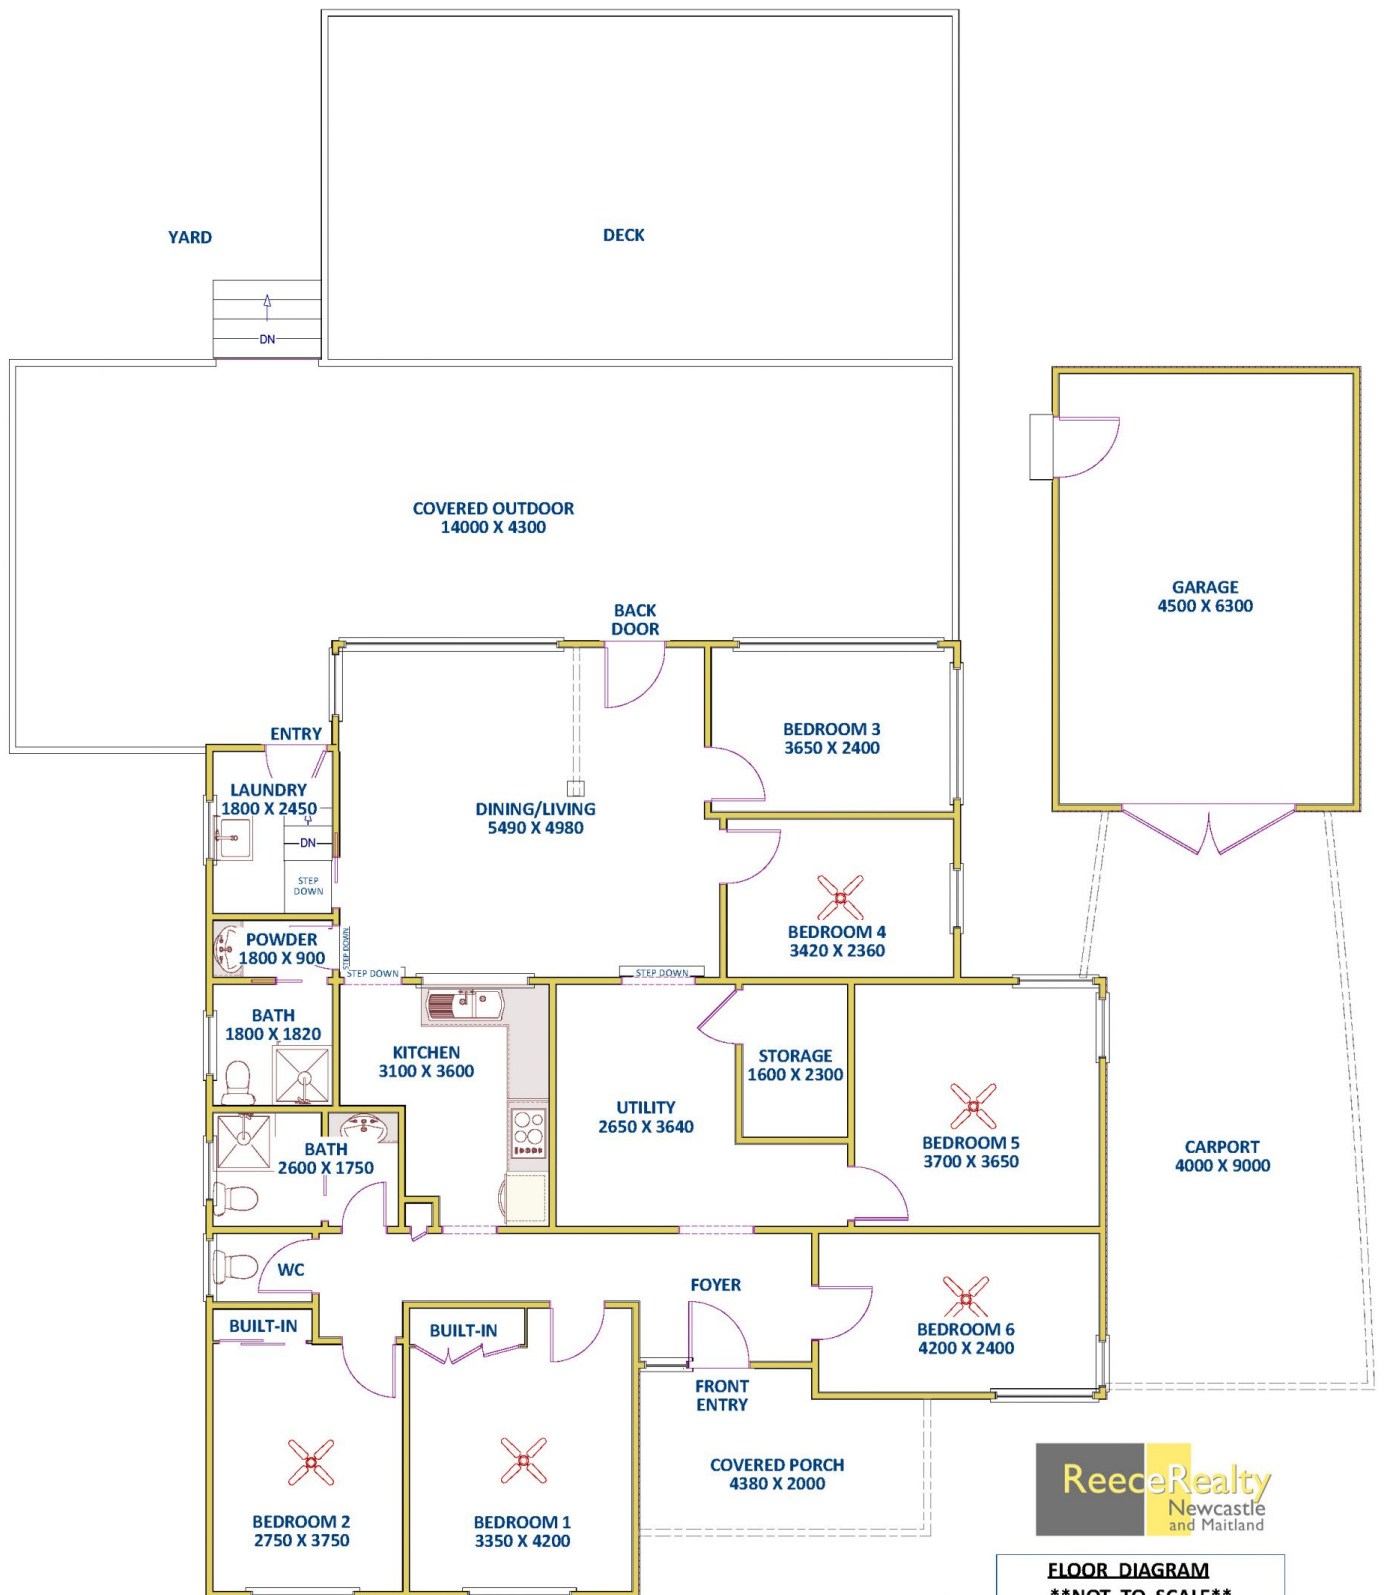 YARD
DECK
DN
COVERED OUTDOOR
14000 X 4300
GARAGE
4500 X 6300
BACK
DOOR
ENTRY
BEDROOM 3
3650 X 2400
LAUNDRY
1800 X 2450
DINING/LIVING
5490 X 4980
DN
STEP
DOWN
BEDROOM 4
3420 X 2360
POWDER
1800 X 900
STEP DOWN
STEP DOWN
STEP DOWN
BATH
1800 X 1820
KITCHEN
3100 X 3600
STORAGE
1600 X 2300
UTILITY
2650 X 3640
BEDROOM 5
3700 X 3650
CARPORT
4000 X 9000
BATH
2600 X 1750
WC
FOYER
BUILT-IN
BUILT-IN
BEDROOM 6
4200 X 2400
FRONT
ENTRY
COVERED PORCH
4380 X 2000
BEDROOM 2
2750 X 3750
BEDROOM 1
3350 X 4200
ReeceRealty
Newcastle
and Maitland
FLOOR DIAGRAM
**NOT TO SCALE**